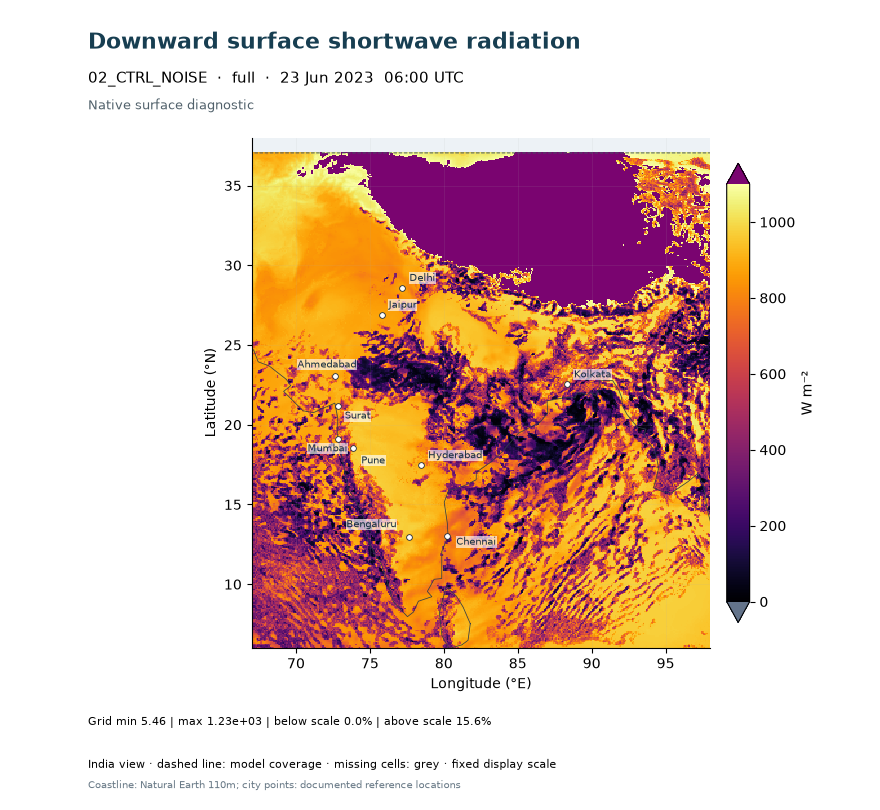 Downward surface shortwave radiation
02_CTRL_NOISE · full · 23 Jun 2023 06:00 UTC
Native surface diagnostic
35
30
25
20
15
10
Latitude (°N)
Delhi
Jaipur
Ahmedabad
Kolkata
Surat
Mumbai
Pune
Hyderabad
Bengaluru
Chennai
70
75
80
85
90
95
Longitude (°E)
1000
800
600
400
200
0
W m⁻²
Grid min 5.46 | max 1.23e+03 | below scale 0.0% | above scale 15.6%
India view · dashed line: model coverage · missing cells: grey · fixed display scale
Coastline: Natural Earth 110m; city points: documented reference locations